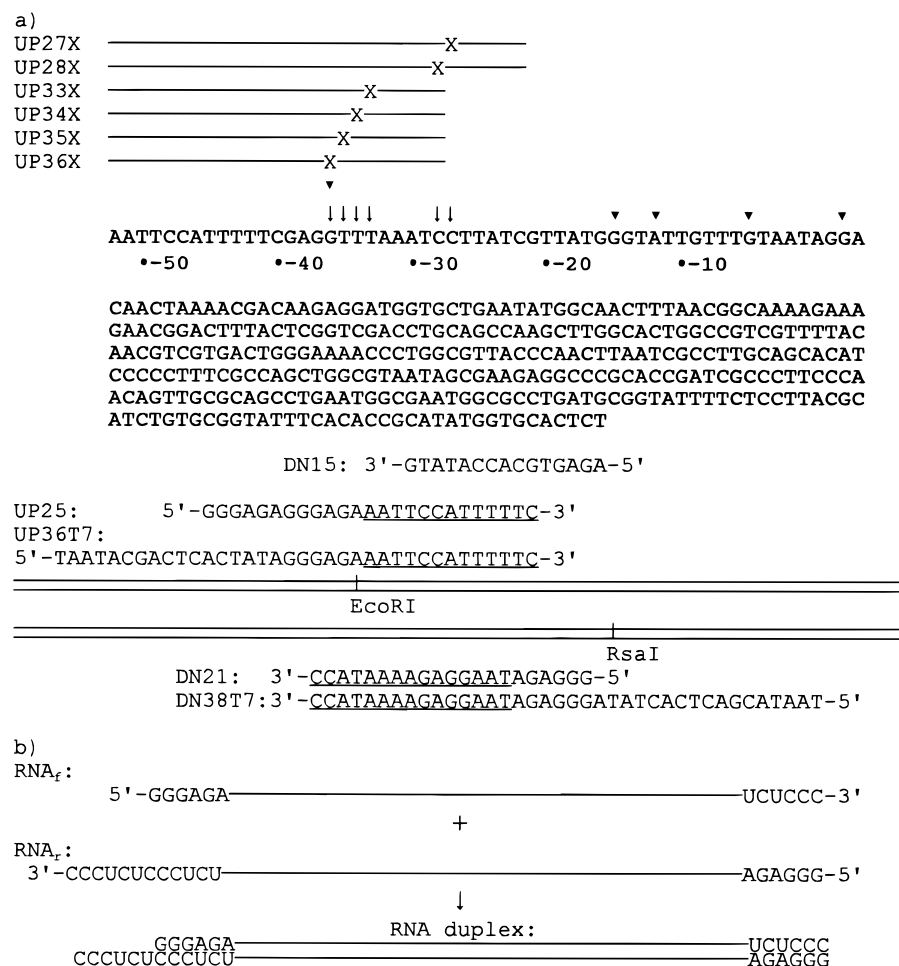 a)
UP27X X
UP28X X
UP33X X
UP34X X
UP35X X
UP36X X
AATTCCATTTTTCGAGGTTTAAATCCTTATCGTTATGGGTATTGTTTGTAATAGGA
•-50 •-40 •-30 •-20 •-10
CAACTAAAACGACAAGAGGATGGTGCTGAATATGGCAACTTTAACGGCAAAAGAAA
GAACGGACTTTACTCGGTCGACCTGCAGCCAAGCTTGGCACTGGCCGTCGTTTTAC
AACGTCGTGACTGGGAAAACCCTGGCGTTACCCAACTTAATCGCCTTGCAGCACAT
CCCCCTTTCGCCAGCTGGCGTAATAGCGAAGAGGCCCGCACCGATCGCCCTTCCCA
ACAGTTGCGCAGCCTGAATGGCGAATGGCGCCTGATGCGGTATTTTCTCCTTACGC
ATCTGTGCGGTATTTCACACCGCATATGGTGCACTCT
DN15: 3'-GTATACCACGTGAGA-5'
UP25: 5'-GGGAGAGGGAGAAATTCCATTTTTC-3'
UP36T7:
5'-TAATACGACTCACTATAGGGAGAAATTCCATTTTTC-3'
EcoRI
RsaI
DN21: 3'-CCATAAAAGAGGAATAGAGGG-5'
DN38T7:3'-CCATAAAAGAGGAATAGAGGGATATCACTCAGCATAAT-5'
b)
RNAf:
5'-GGGAGA UCUCCC-3'
+
RNAr:
3'-CCCUCUCCCUCU AGAGGG-5'
↓
RNA duplex:
GGGAGA UCUCCC
CCCUCUCCCUCU AGAGGG